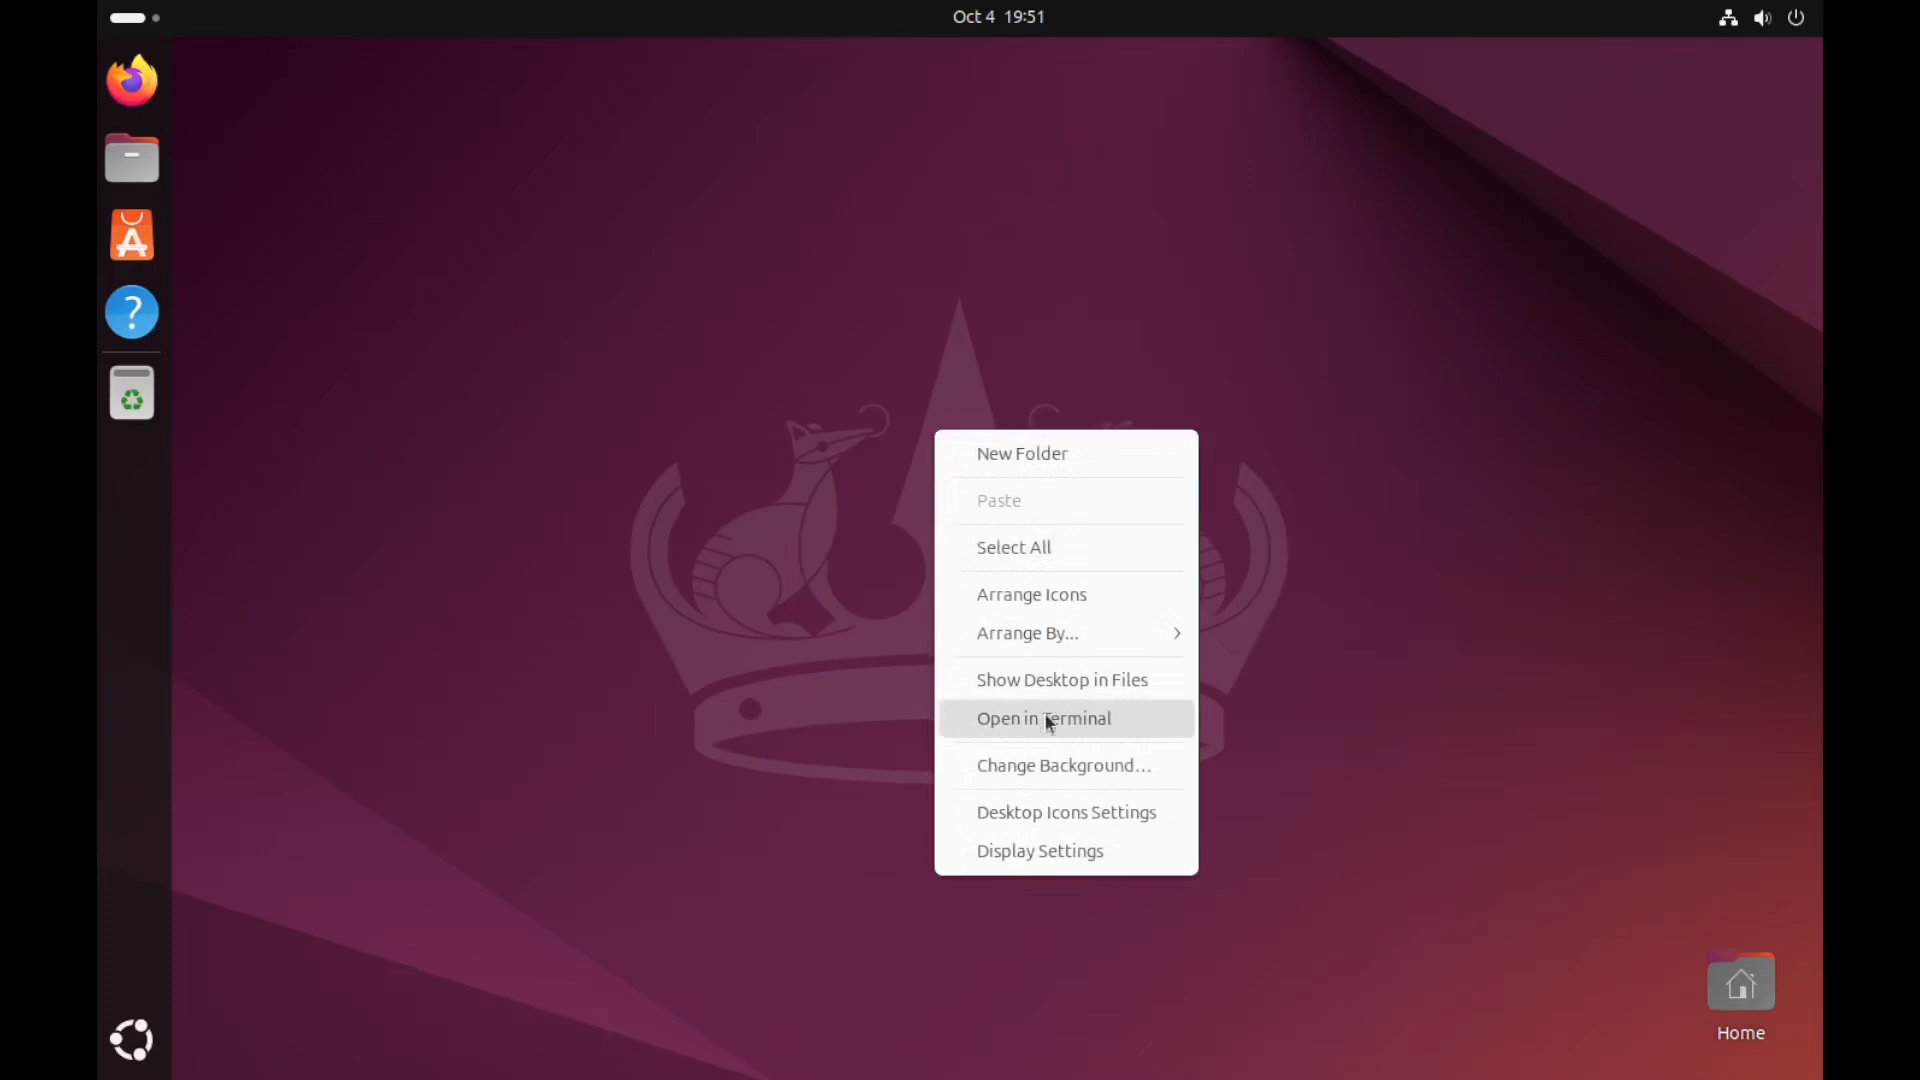 Oct 4 19:51
New Folder
Paste
Select All
Arrange Icons
Arrange By...
Show Desktop in Files
Open in Terminal
Change Background…
Desktop Icons Settings
Display Settings
Home